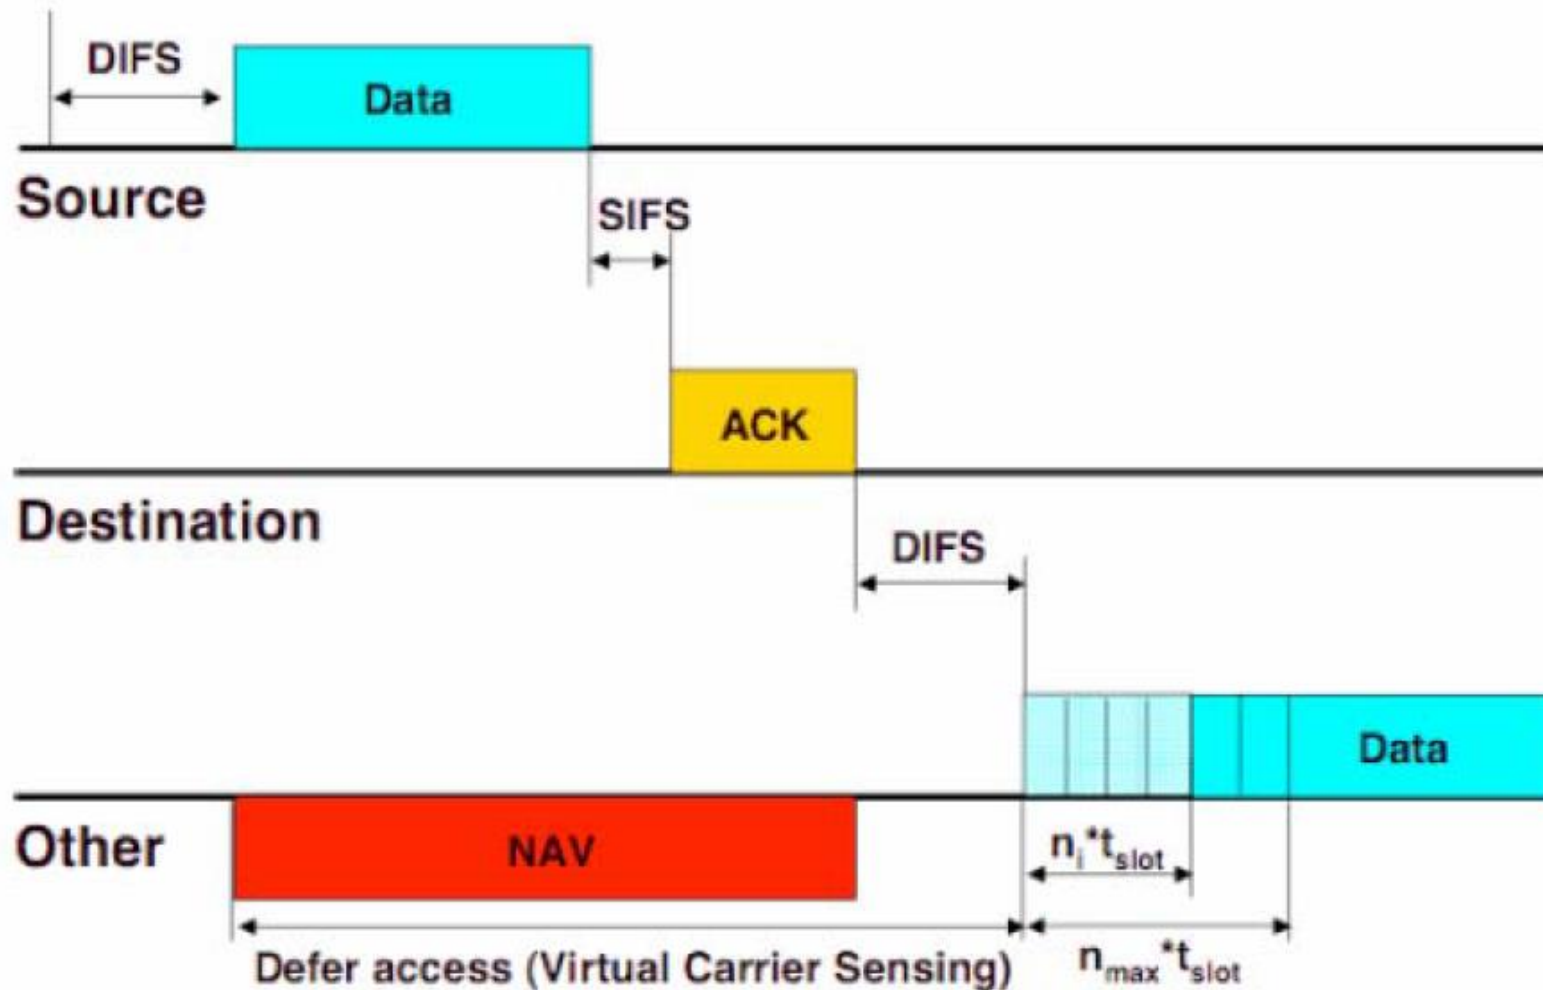 DIFS
Data
Source
SIFS
ACK
Destination
DIFS
Data
Other
NAV
nᵢ*tₛₗₒₜ
Defer access (Virtual Carrier Sensing)
nₘₐₓ*tₛₗₒₜ